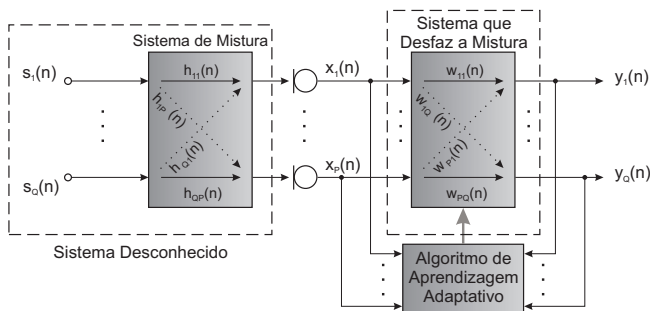 Sistema de Mistura
Sistema que
Desfaz a Mistura
s1(n)
h11(n)
h1P(n)
hQ1(n)
hQP(n)
sQ(n)
x1(n)
xP(n)
w11(n)
w1Q(n)
wP1(n)
wPQ(n)
y1(n)
yQ(n)
Sistema Desconhecido
Algoritmo de
Aprendizagem
Adaptativo